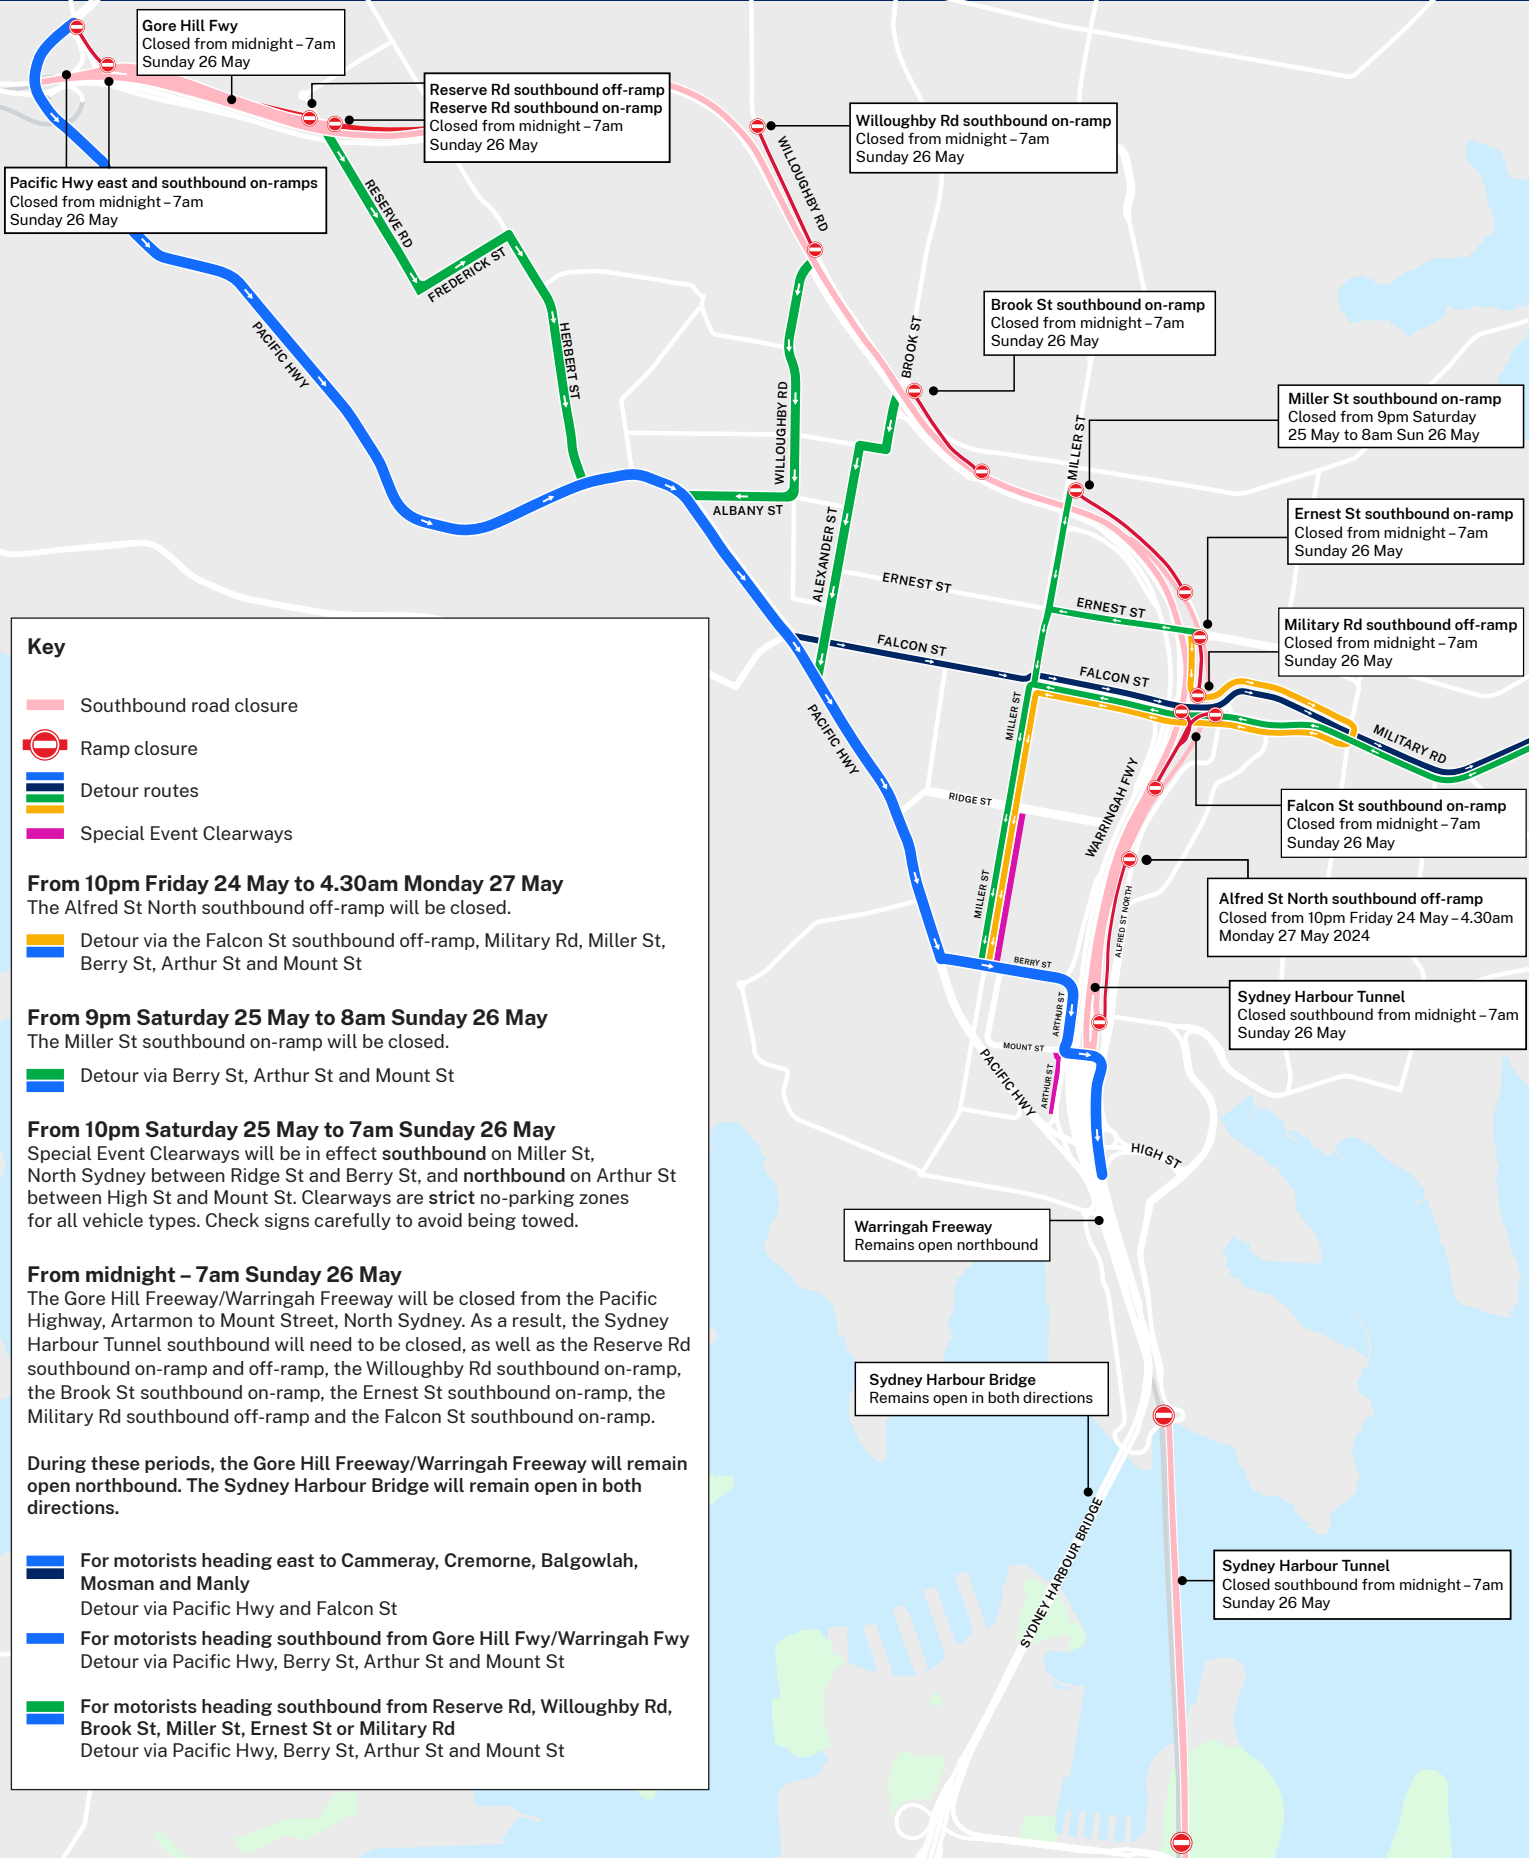 Gore Hill Fwy
Closed from midnight – 7am
Sunday 26 May
Reserve Rd southbound off-ramp
Reserve Rd southbound on-ramp
Closed from midnight – 7am
Sunday 26 May
Willoughby Rd southbound on-ramp
Closed from midnight – 7am
Sunday 26 May
Pacific Hwy east and southbound on-ramps
Closed from midnight – 7am
Sunday 26 May
WILLOUGHBY RD
RESERVE RD
FREDERICK ST
Brook St southbound on-ramp
Closed from midnight – 7am
Sunday 26 May
PACIFIC HWY
HERBERT ST
BROOK ST
WILLOUGHBY RD
Miller St southbound on-ramp
Closed from 9pm Saturday
25 May to 8am Sun 26 May
MILLER ST
ALBANY ST
ALEXANDER ST
Ernest St southbound on-ramp
Closed from midnight – 7am
Sunday 26 May
ERNEST ST
ERNEST ST
Military Rd southbound off-ramp
Closed from midnight – 7am
Sunday 26 May
FALCON ST
FALCON ST
MILLER ST
PACIFIC HWY
MILITARY RD
RIDGE ST
WARRINGAH FWY
Falcon St southbound on-ramp
Closed from midnight – 7am
Sunday 26 May
MILLER ST
ALFRED ST NORTH
Alfred St North southbound off-ramp
Closed from 10pm Friday 24 May – 4.30am
Monday 27 May 2024
BERRY ST
ARTHUR ST
Sydney Harbour Tunnel
Closed southbound from midnight – 7am
Sunday 26 May
MOUNT ST
PACIFIC HWY
ARTHUR ST
HIGH ST
Warringah Freeway
Remains open northbound
Sydney Harbour Bridge
Remains open in both directions
SYDNEY HARBOUR BRIDGE
Sydney Harbour Tunnel
Closed southbound from midnight – 7am
Sunday 26 May
Key
Southbound road closure
Ramp closure
Detour routes
Special Event Clearways
From 10pm Friday 24 May to 4.30am Monday 27 May
The Alfred St North southbound off-ramp will be closed.
Detour via the Falcon St southbound off-ramp, Military Rd, Miller St,
Berry St, Arthur St and Mount St
From 9pm Saturday 25 May to 8am Sunday 26 May
The Miller St southbound on-ramp will be closed.
Detour via Berry St, Arthur St and Mount St
From 10pm Saturday 25 May to 7am Sunday 26 May
Special Event Clearways will be in effect southbound on Miller St,
North Sydney between Ridge St and Berry St, and northbound on Arthur St
between High St and Mount St. Clearways are strict no-parking zones
for all vehicle types. Check signs carefully to avoid being towed.
From midnight – 7am Sunday 26 May
The Gore Hill Freeway/Warringah Freeway will be closed from the Pacific
Highway, Artarmon to Mount Street, North Sydney. As a result, the Sydney
Harbour Tunnel southbound will need to be closed, as well as the Reserve Rd
southbound on-ramp and off-ramp, the Willoughby Rd southbound on-ramp,
the Brook St southbound on-ramp, the Ernest St southbound on-ramp, the
Military Rd southbound off-ramp and the Falcon St southbound on-ramp.
During these periods, the Gore Hill Freeway/Warringah Freeway will remain
open northbound. The Sydney Harbour Bridge will remain open in both
directions.
For motorists heading east to Cammeray, Cremorne, Balgowlah,
Mosman and Manly
Detour via Pacific Hwy and Falcon St
For motorists heading southbound from Gore Hill Fwy/Warringah Fwy
Detour via Pacific Hwy, Berry St, Arthur St and Mount St
For motorists heading southbound from Reserve Rd, Willoughby Rd,
Brook St, Miller St, Ernest St or Military Rd
Detour via Pacific Hwy, Berry St, Arthur St and Mount St